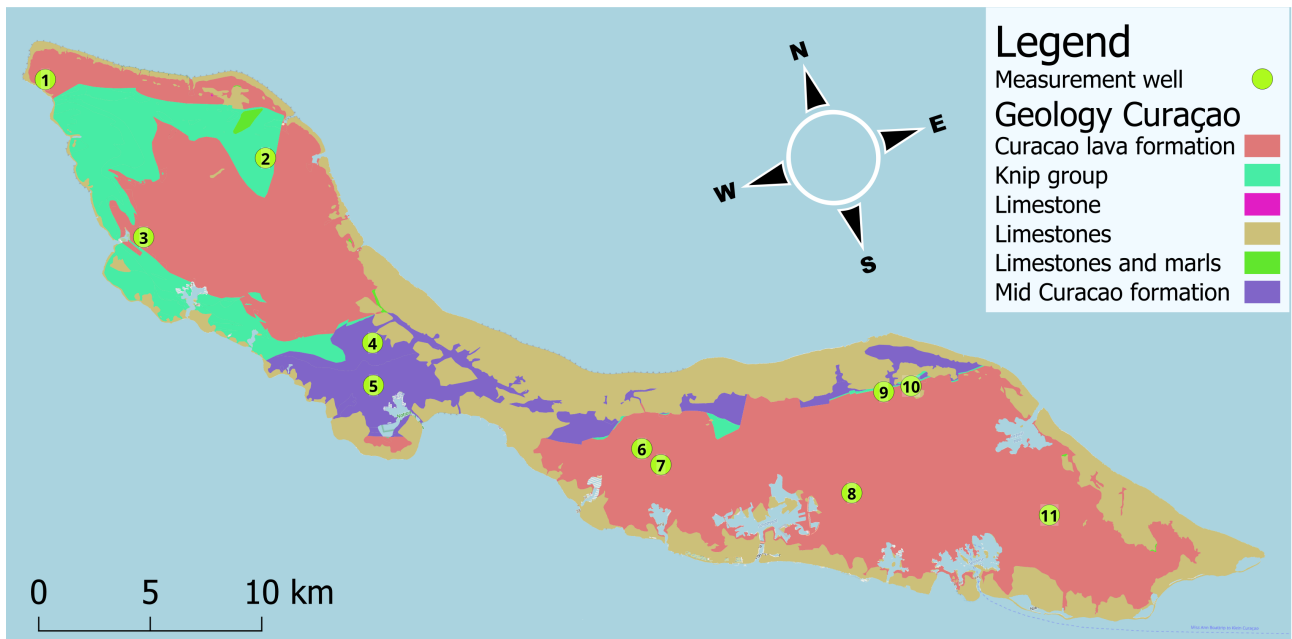 Legend
Measurement well
Geology Curaçao
Curacao lava formation
Knip group
Limestone
Limestones
Limestones and marls
Mid Curacao formation
N
E
W
S
1
2
3
4
5
6
7
8
9
10
11
0 5 10 km